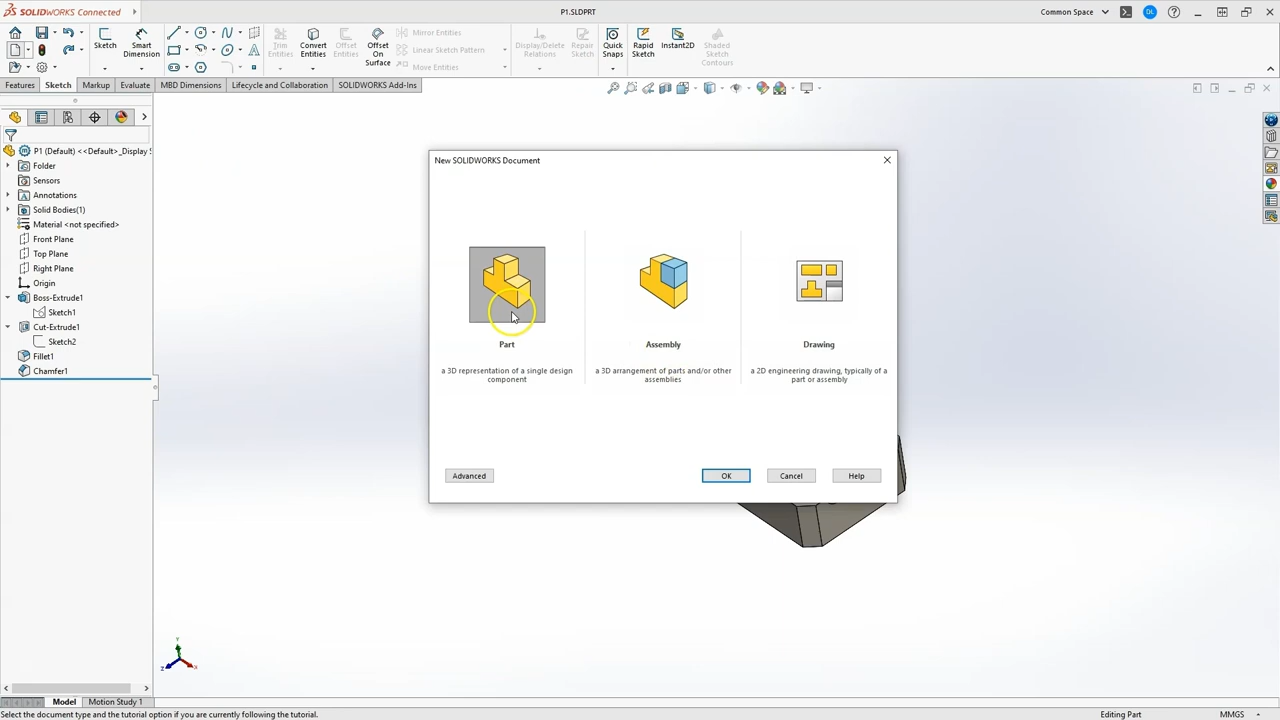 SOLIDWORKS Connected
P1.SLDPRT
Common Space
DL
Sketch
Smart
Dimension
Trim
Entities
Convert
Entities
Offset
Entities
Offset
On
Surface
Mirror Entities
Linear Sketch Pattern
Move Entities
Display/Delete
Relations
Repair
Sketch
Quick
Snaps
Rapid
Sketch
Instant2D
Shaded
Sketch
Contours
Features
Sketch
Markup
Evaluate
MBD Dimensions
Lifecycle and Collaboration
SOLIDWORKS Add-Ins
P1 (Default) <<Default>_Display S
Folder
Sensors
Annotations
Solid Bodies(1)
Material <not specified>
Front Plane
Top Plane
Right Plane
Origin
Boss-Extrude1
Sketch1
Cut-Extrude1
Sketch2
Fillet1
Chamfer1
New SOLIDWORKS Document
Part
a 3D representation of a single design
component
Assembly
a 3D arrangement of parts and/or other
assemblies
Drawing
a 2D engineering drawing, typically of a
part or assembly
Advanced
OK
Cancel
Help
Y
Z
X
Model
Motion Study 1
Select the document type and the tutorial option if you are currently following the tutorial.
Editing Part
MMGS